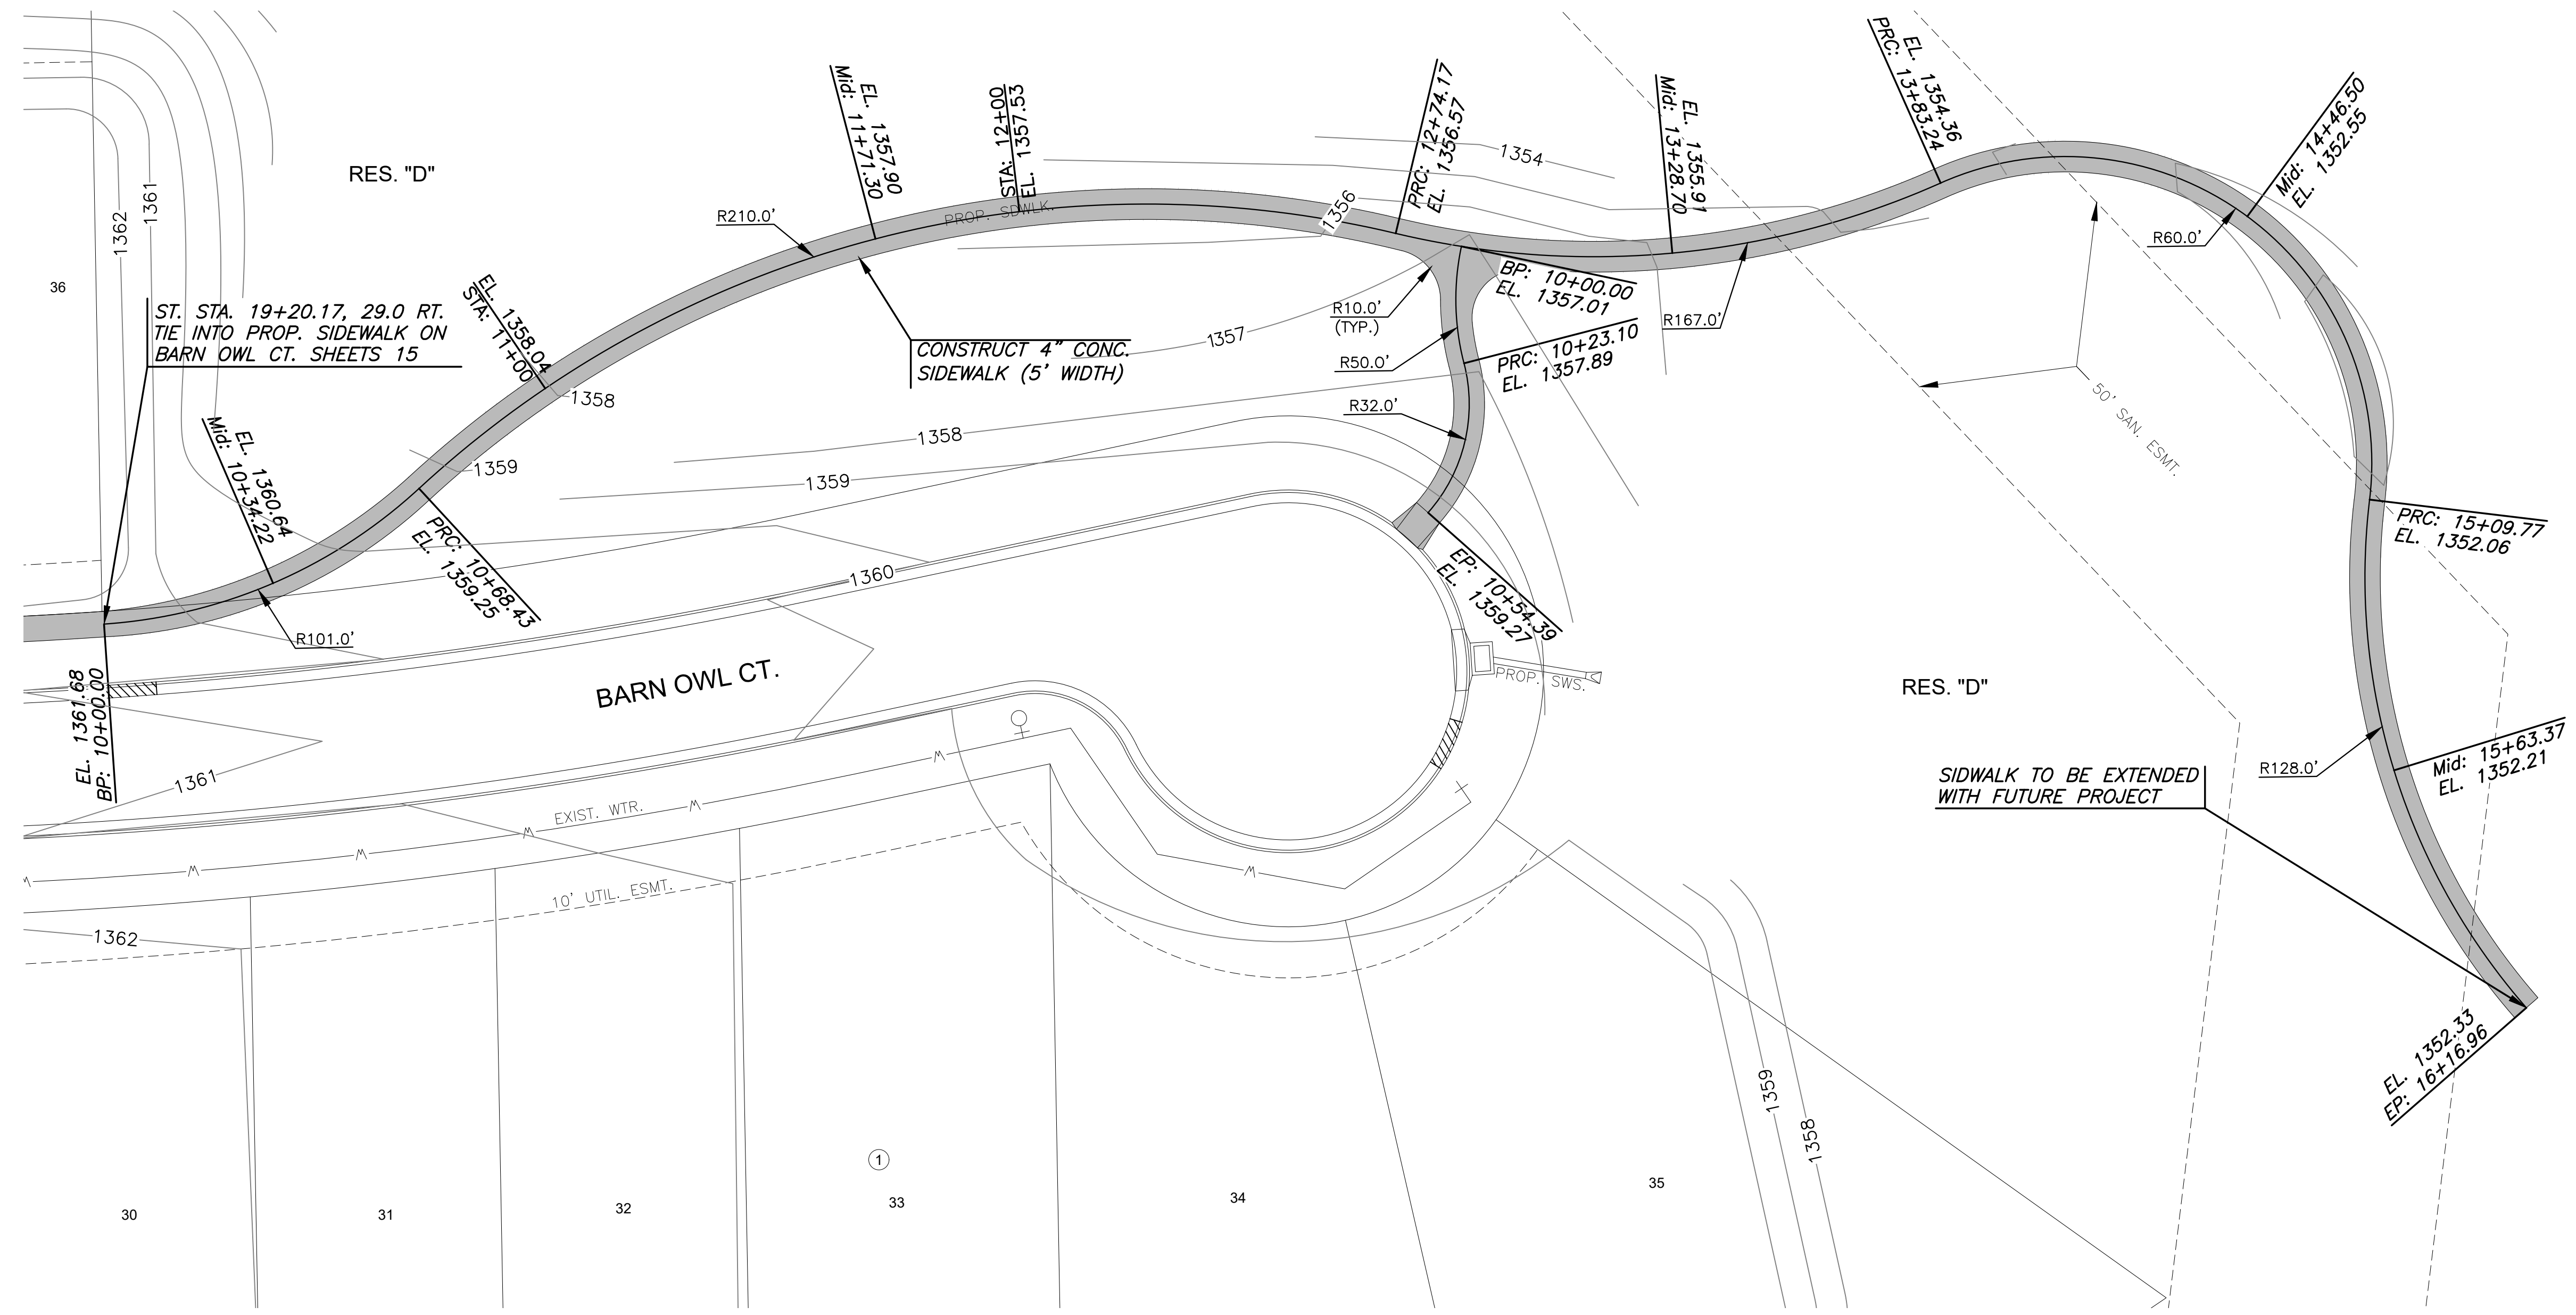 RES. "D"
1362
1361
36
ST. STA. 19+20.17, 29.0 RT.
TIE INTO PROP. SIDEWALK ON
BARN OWL CT. SHEETS 15
EL. 1361.68
BP: 10+00.00
EL. 1360.64
Mid: 10+34.22
R101.0'
PRC: 10+68.43
EL. 1359.25
1359
EL. 1358.04
STA: 11+00
1358
R210.0'
EL. 1357.90
Mid: 11+71.30
CONSTRUCT 4" CONC.
SIDEWALK (5' WIDTH)
PROP. SDWLK.
STA: 12+00
EL. 1357.53
1356
1354
1357
1358
1359
1360
PRC: 12+74.17
EL. 1356.57
R10.0'
(TYP.)
BP: 10+00.00
EL. 1357.01
R50.0'
PRC: 10+23.10
EL. 1357.89
R32.0'
EP: 10+54.39
EL. 1359.27
EL. 1355.91
Mid: 13+28.70
R167.0'
EL. 1354.36
PRC: 13+83.24
Mid: 14+46.50
EL. 1352.55
R60.0'
50' SAN. ESMT.
PRC: 15+09.77
EL. 1352.06
RES. "D"
Mid: 15+63.37
EL. 1352.21
R128.0'
SIDWALK TO BE EXTENDED
WITH FUTURE PROJECT
EL. 1352.33
EP: 16+16.96
BARN OWL CT.
PROP. SWS.
1361
EXIST. WTR.
W
W
W
W
W
W
W
10' UTIL. ESMT.
1362
1359
1358
1
30
31
32
33
34
35